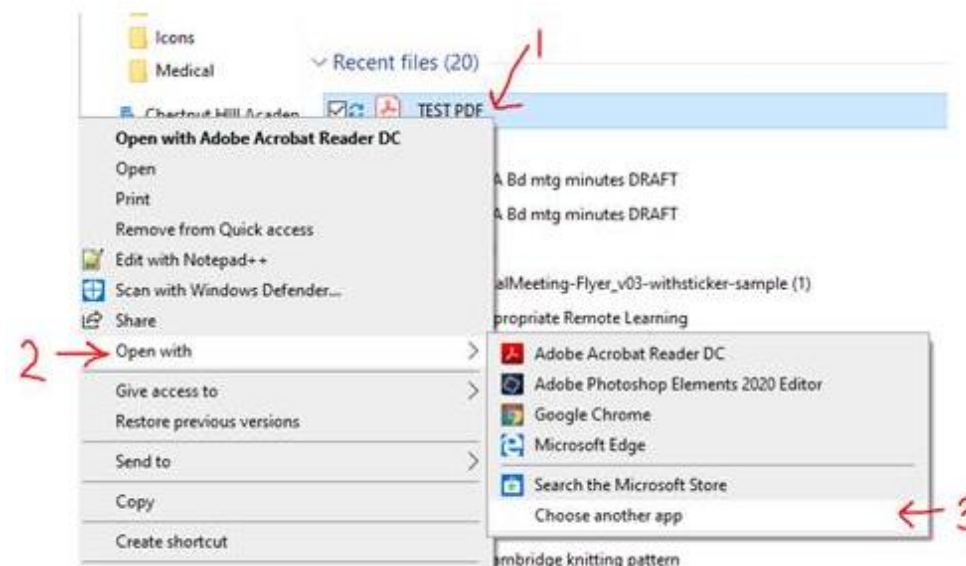 Icons
Medical
Recent files (20)
1
Chestnut Hill Academ
TEST PDF
Open with Adobe Acrobat Reader DC
Open
Print
Remove from Quick access
Edit with Notepad++
Scan with Windows Defender...
Share
2
Open with
Give access to
Restore previous versions
Send to
Copy
Create shortcut
A Bd mtg minutes DRAFT
A Bd mtg minutes DRAFT
alMeeting-Flyer_v03-withsticker-sample (1)
propriate Remote Learning
Adobe Acrobat Reader DC
Adobe Photoshop Elements 2020 Editor
Google Chrome
Microsoft Edge
Search the Microsoft Store
Choose another app
3
ambridge knitting pattern